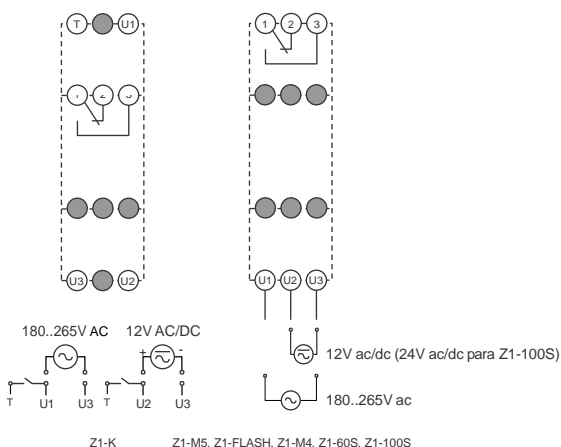 T U1
1 2 3
1 2
U3 U2
U1 U2 U3
180..265V AC 12V AC/DC
+ -
12V ac/dc (24V ac/dc para Z1-100S)
T U1 U3 T U2 U3
180..265V ac
Z1-K Z1-M5, Z1-FLASH, Z1-M4, Z1-60S, Z1-100S